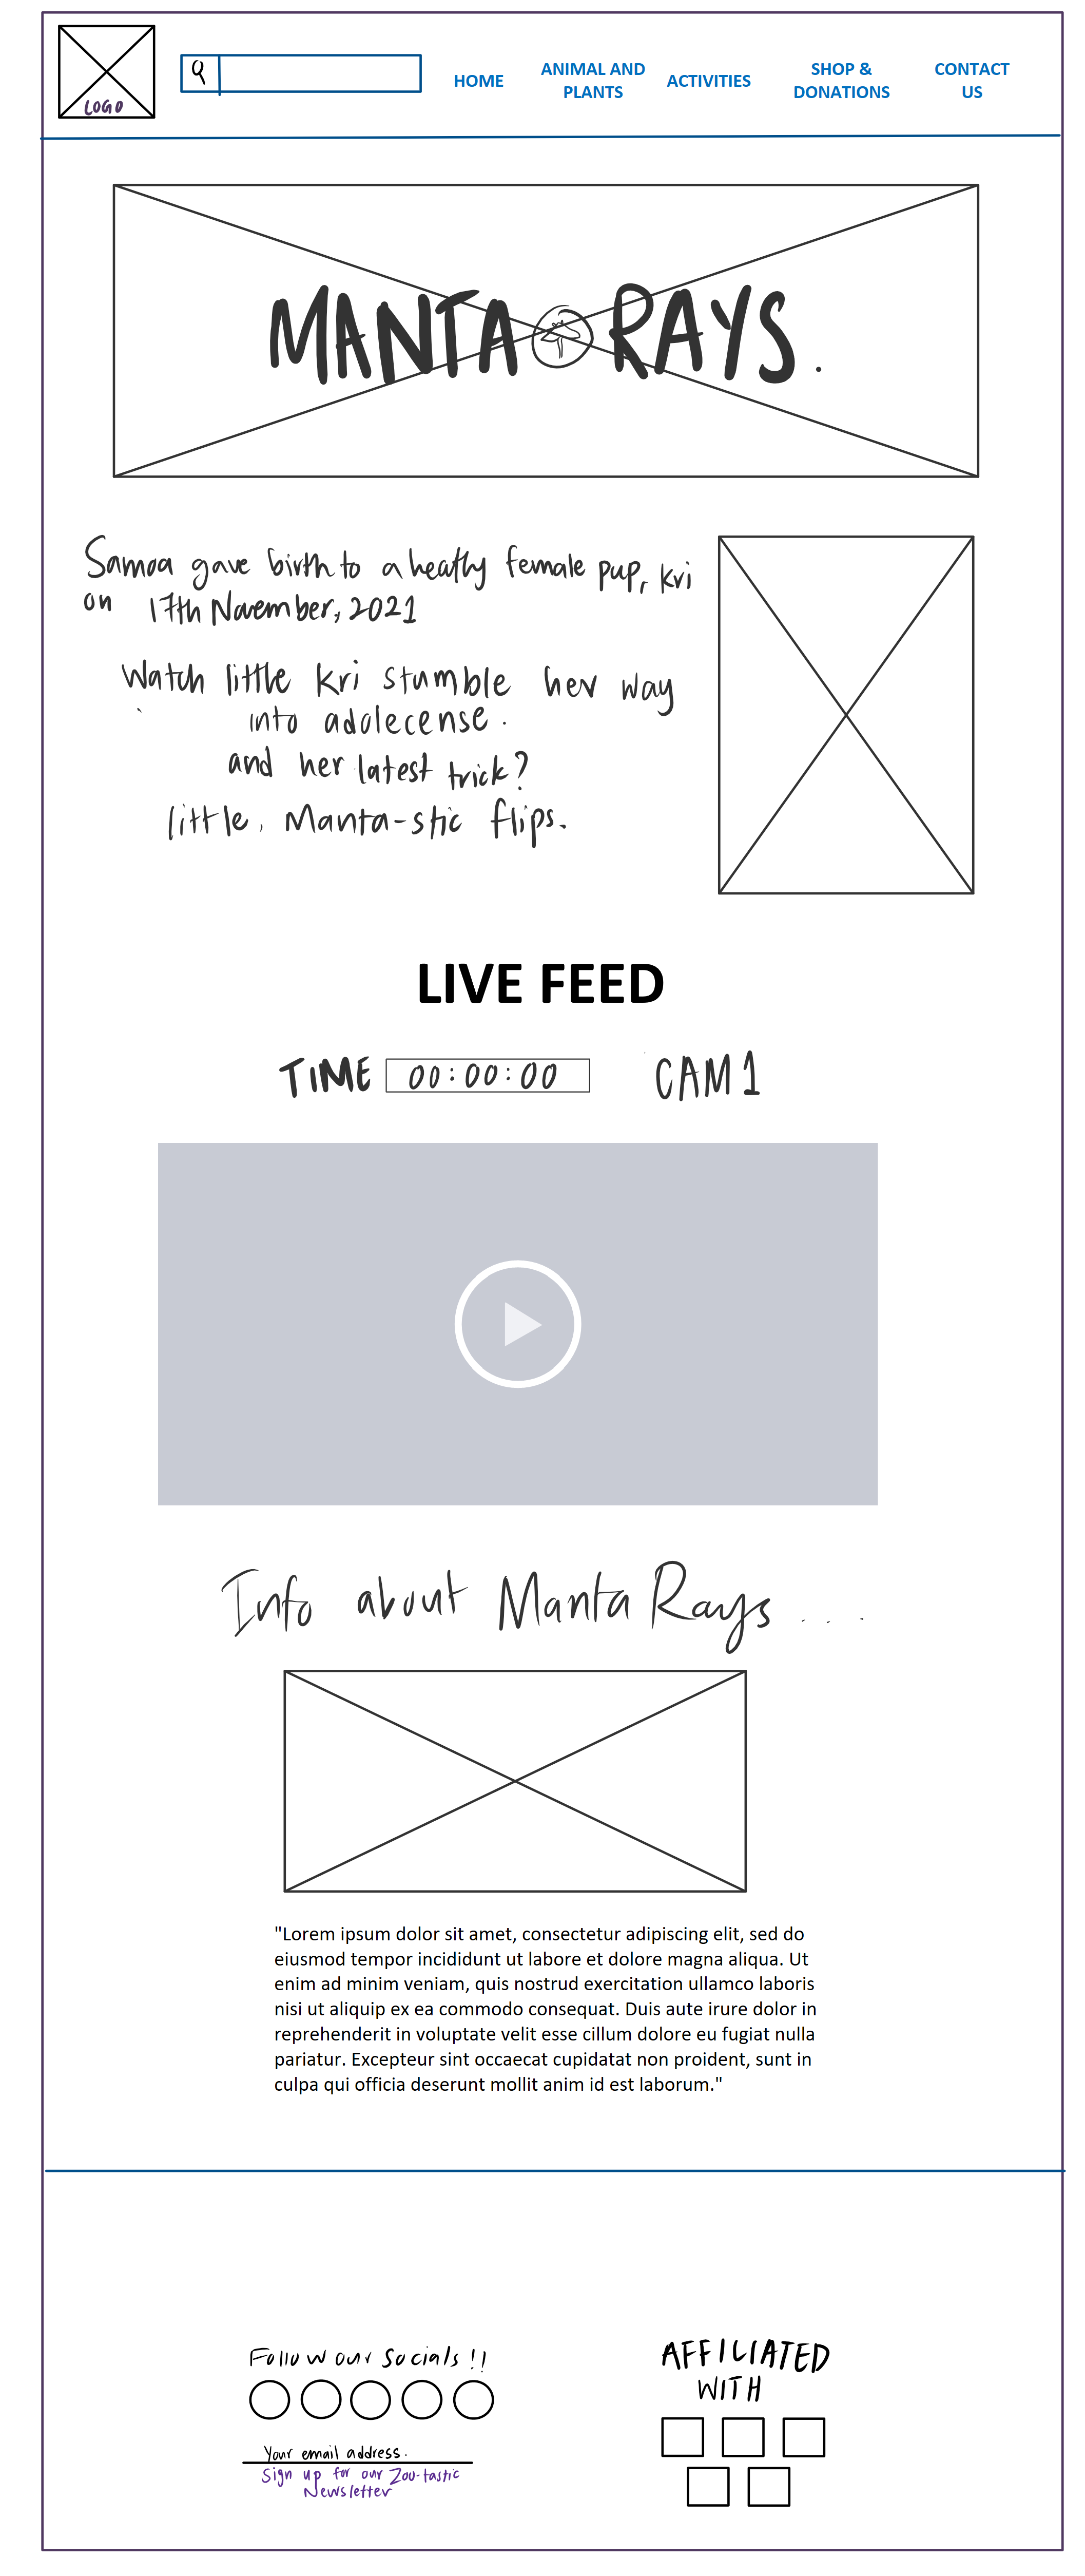 LOGO
HOME
ANIMAL AND
PLANTS
ACTIVITIES
SHOP &
DONATIONS
CONTACT
US
MANTA RAYS.
Samoa gave birth to a heathy female pup, kri
on 17th November, 2021
Watch little kri stumble her way
into adolecense.
and her latest trick?
little, Manta-stic flips.
LIVE FEED
TIME 00:00:00 CAM 1
Info about Manta Rays ....
"Lorem ipsum dolor sit amet, consectetur adipiscing elit, sed do
eiusmod tempor incididunt ut labore et dolore magna aliqua. Ut
enim ad minim veniam, quis nostrud exercitation ullamco laboris
nisi ut aliquip ex ea commodo consequat. Duis aute irure dolor in
reprehenderit in voluptate velit esse cillum dolore eu fugiat nulla
pariatur. Excepteur sint occaecat cupidatat non proident, sunt in
culpa qui officia deserunt mollit anim id est laborum."
Follow our Socials !!
Your email address.
Sign up for our Zoo-tastic
Newsletter
AFFILIATED
WITH